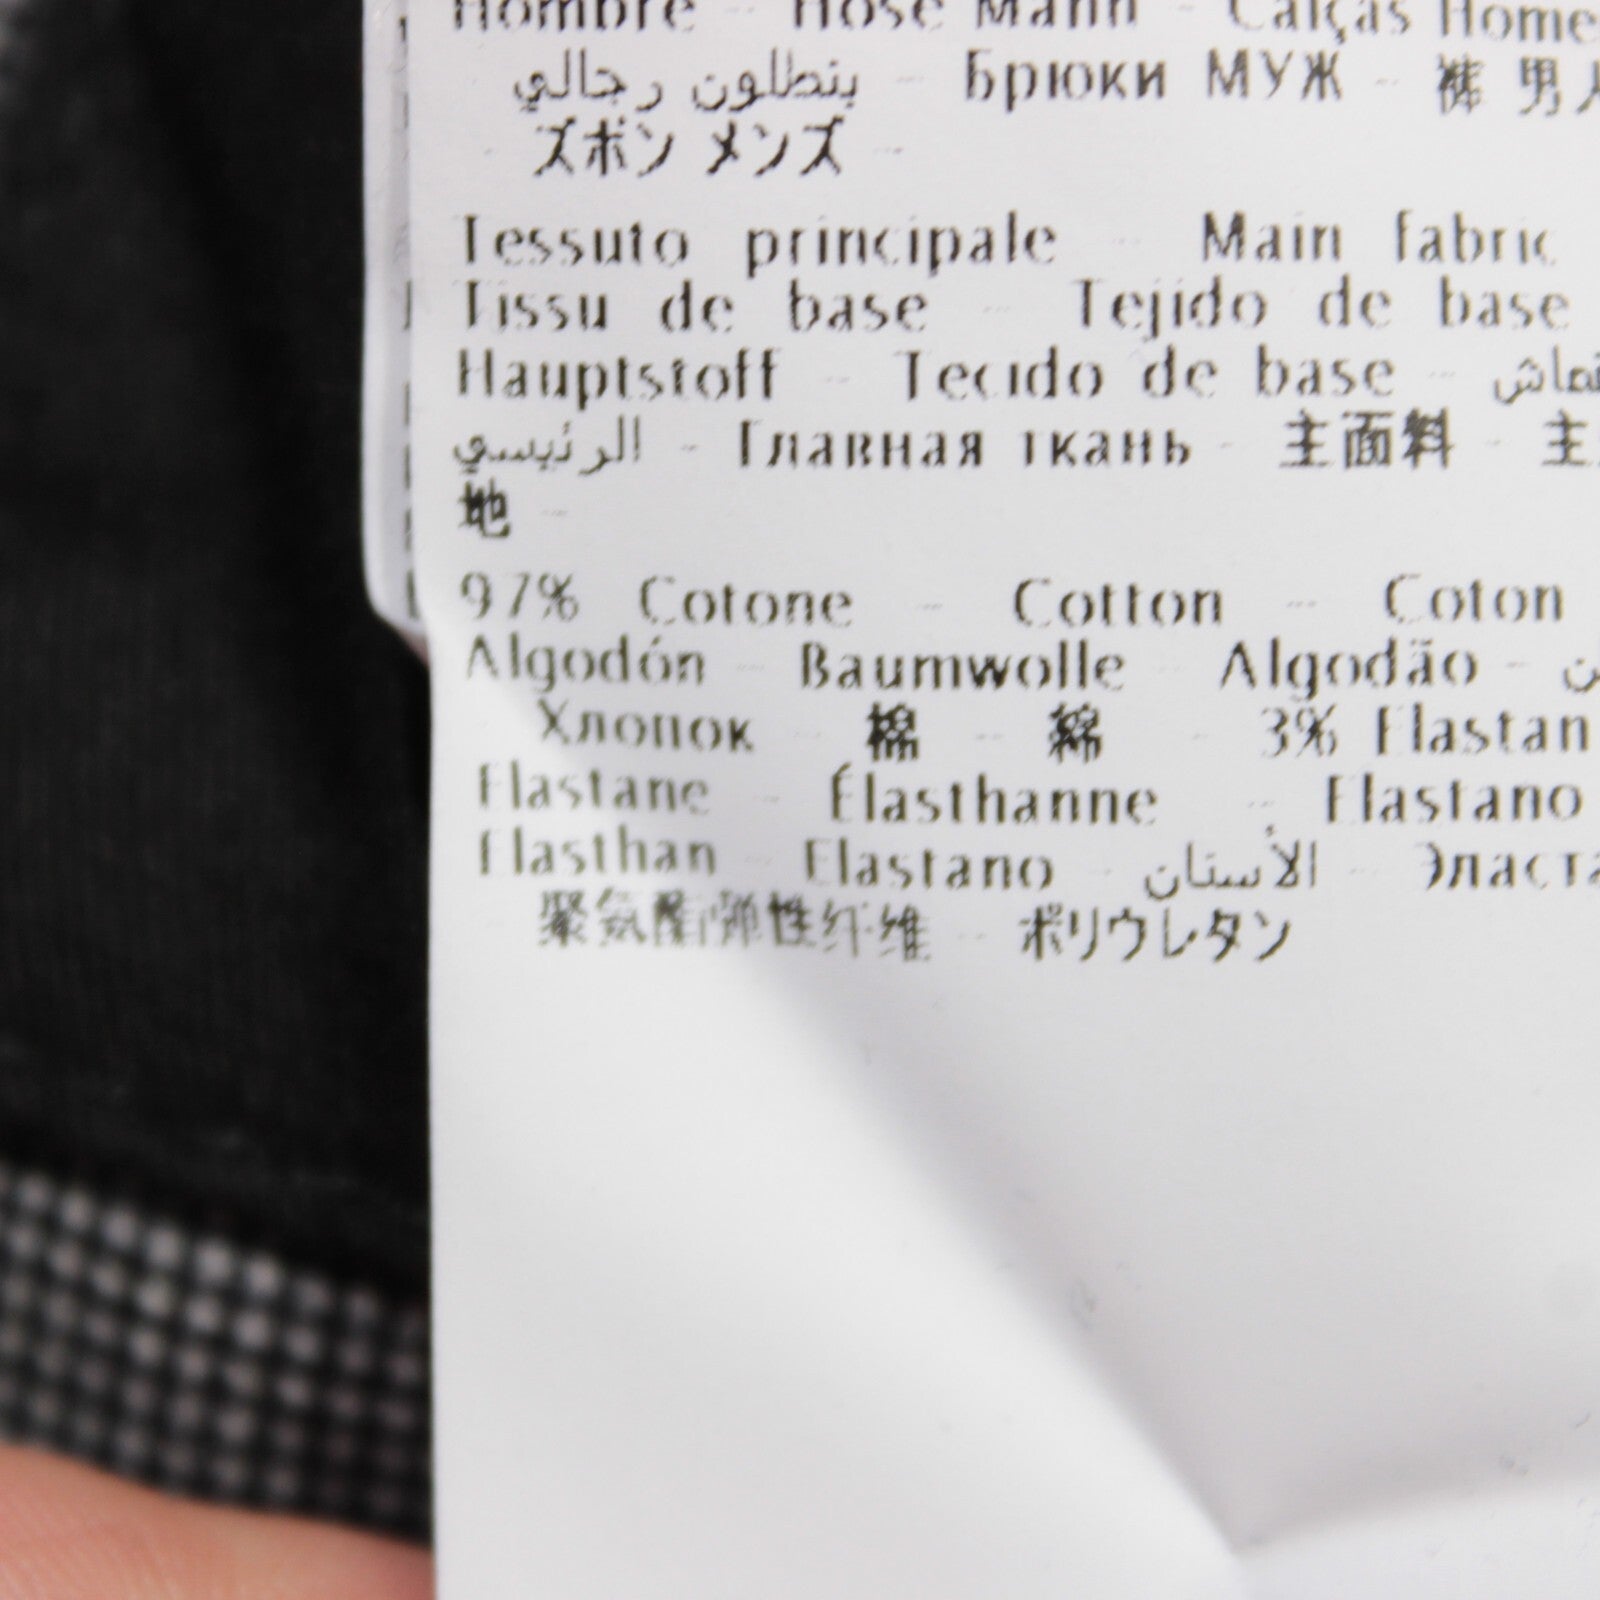 Hombre - Hose Mann - Calças Home
بنطلون رجالي - Брюки МУЖ - 裤 男人
- ズボン メンズ -
Tessuto principale - Main fabric
Tissu de base - Tejido de base
Hauptstoff - Tecido de base -
الرئيسي - Главная ткань - 主面料 - 主
地 -
97% Cotone - Cotton - Coton
Algodón - Baumwolle - Algodão -
- Хлопок - 棉 - 綿 - 3% Elastan
Elastane - Élasthanne - Elastano
Elasthan - Elastano - الأستان - Эласта
聚氨酯弹性纤维 - ポリウレタン